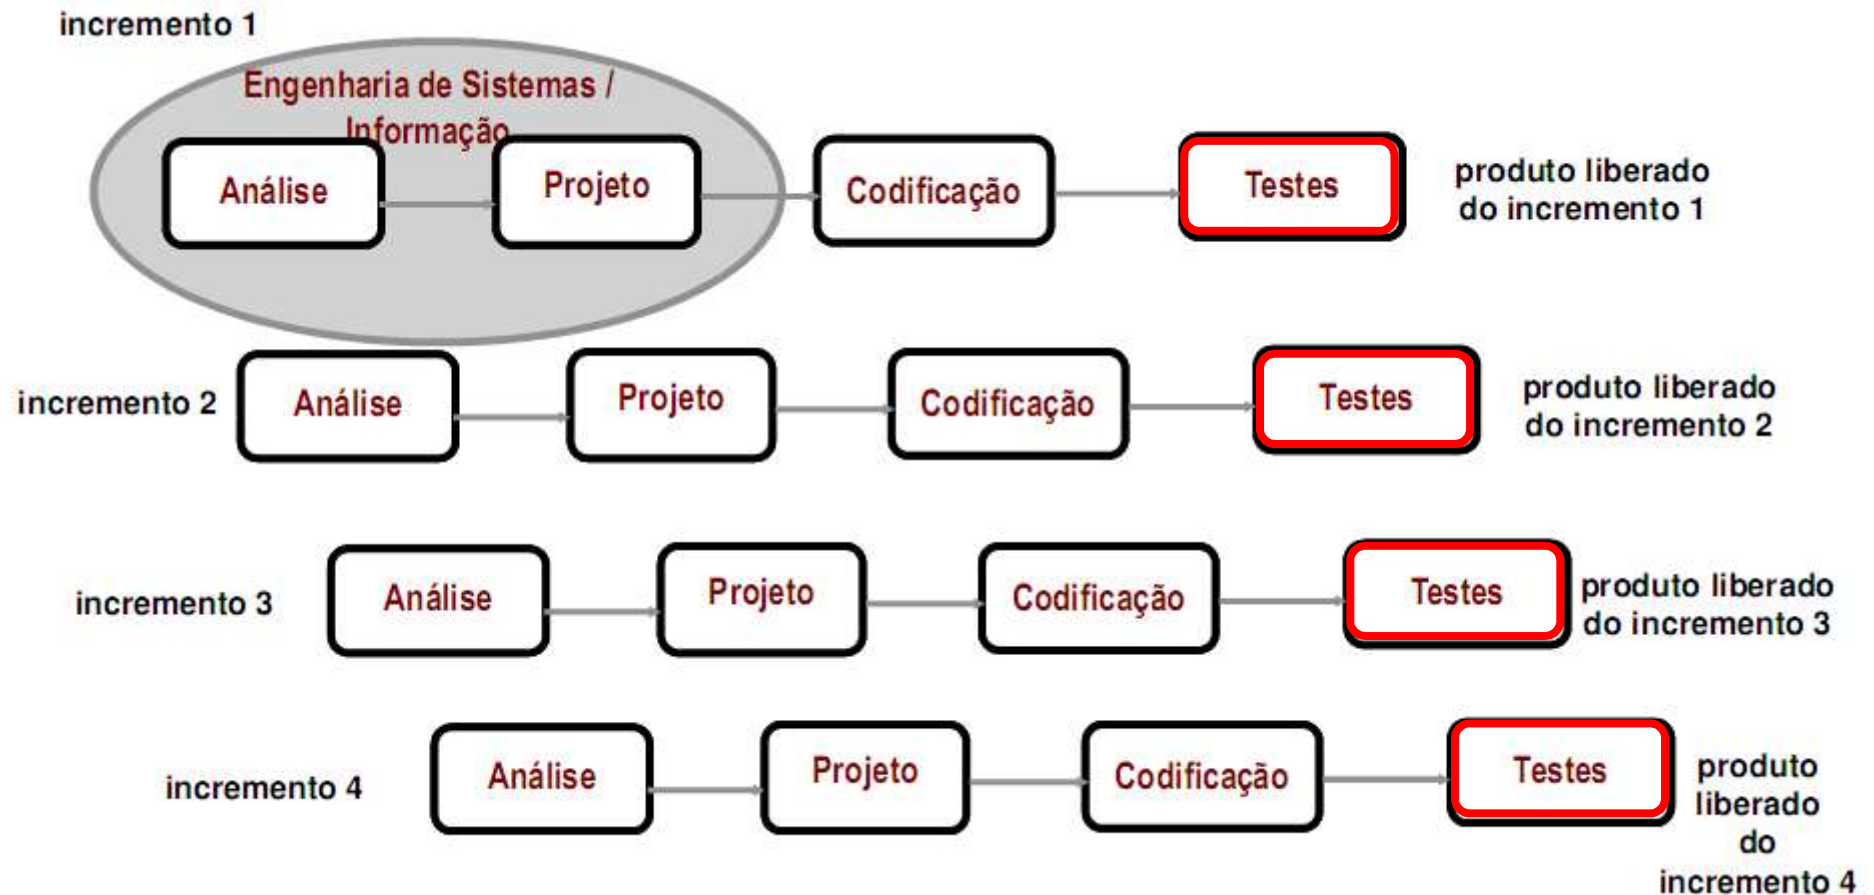 incremento 1
Engenharia de Sistemas /
Informação
Análise
Projeto
Codificação
Testes
produto liberado
do incremento 1
incremento 2
Análise
Projeto
Codificação
Testes
produto liberado
do incremento 2
incremento 3
Análise
Projeto
Codificação
Testes
produto liberado
do incremento 3
incremento 4
Análise
Projeto
Codificação
Testes
produto
liberado
do
incremento 4